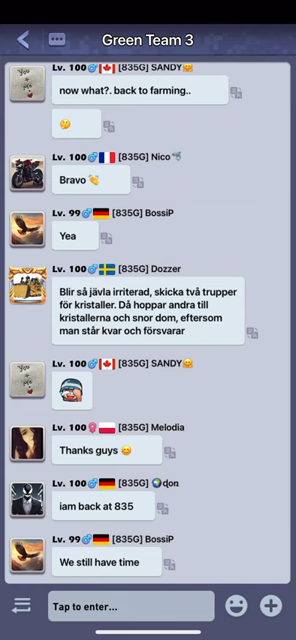 Green Team 3
Lv. 100 [835G] SANDY
now what?. back to farming..
Lv. 100 [835G] Nico
Bravo
Lv. 99 [835G] BossiP
Yea
Lv. 100 [835G] Dozzer
Blir så jävla irriterad, skicka två trupper
för kristaller. Då hoppar andra till
kristallerna och snor dom, eftersom
man står kvar och försvarar
Lv. 100 [835G] SANDY
Lv. 100 [835G] Melodia
Thanks guys
Lv. 100 [835G] don
iam back at 835
Lv. 99 [835G] BossiP
We still have time
Tap to enter...